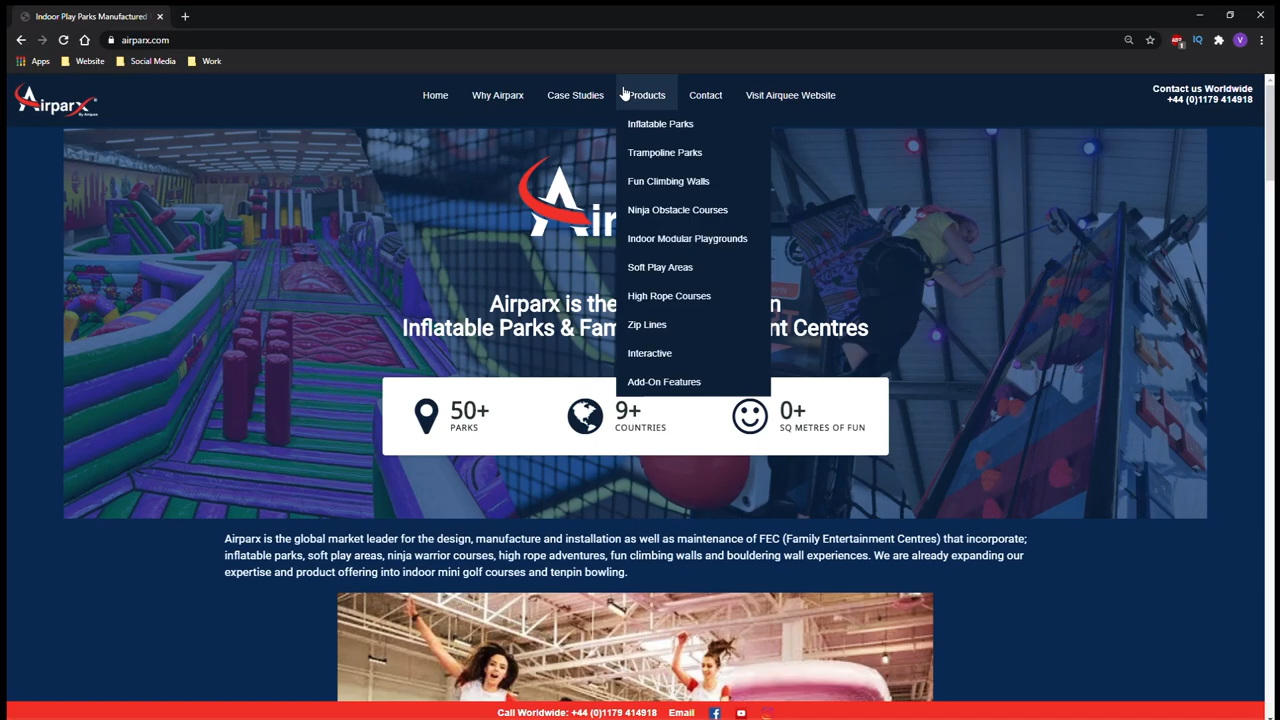 Indoor Play Parks Manufactured
airparx.com
Apps Website Social Media Work
Airparx
By Airquee
Home Why Airparx Case Studies Products Contact Visit Airquee Website
Contact us Worldwide
+44 (0)1179 414918
Inflatable Parks
Trampoline Parks
Fun Climbing Walls
Ninja Obstacle Courses
Indoor Modular Playgrounds
Soft Play Areas
High Rope Courses
Zip Lines
Interactive
Add-On Features
Air
Airparx is the n
Inflatable Parks & Fam nt Centres
50+
PARKS
9+
COUNTRIES
0+
SQ METRES OF FUN
Airparx is the global market leader for the design, manufacture and installation as well as maintenance of FEC (Family Entertainment Centres) that incorporate;
inflatable parks, soft play areas, ninja warrior courses, high rope adventures, fun climbing walls and bouldering wall experiences. We are already expanding our
expertise and product offering into indoor mini golf courses and tenpin bowling.
Call Worldwide: +44 (0)1179 414918 Email